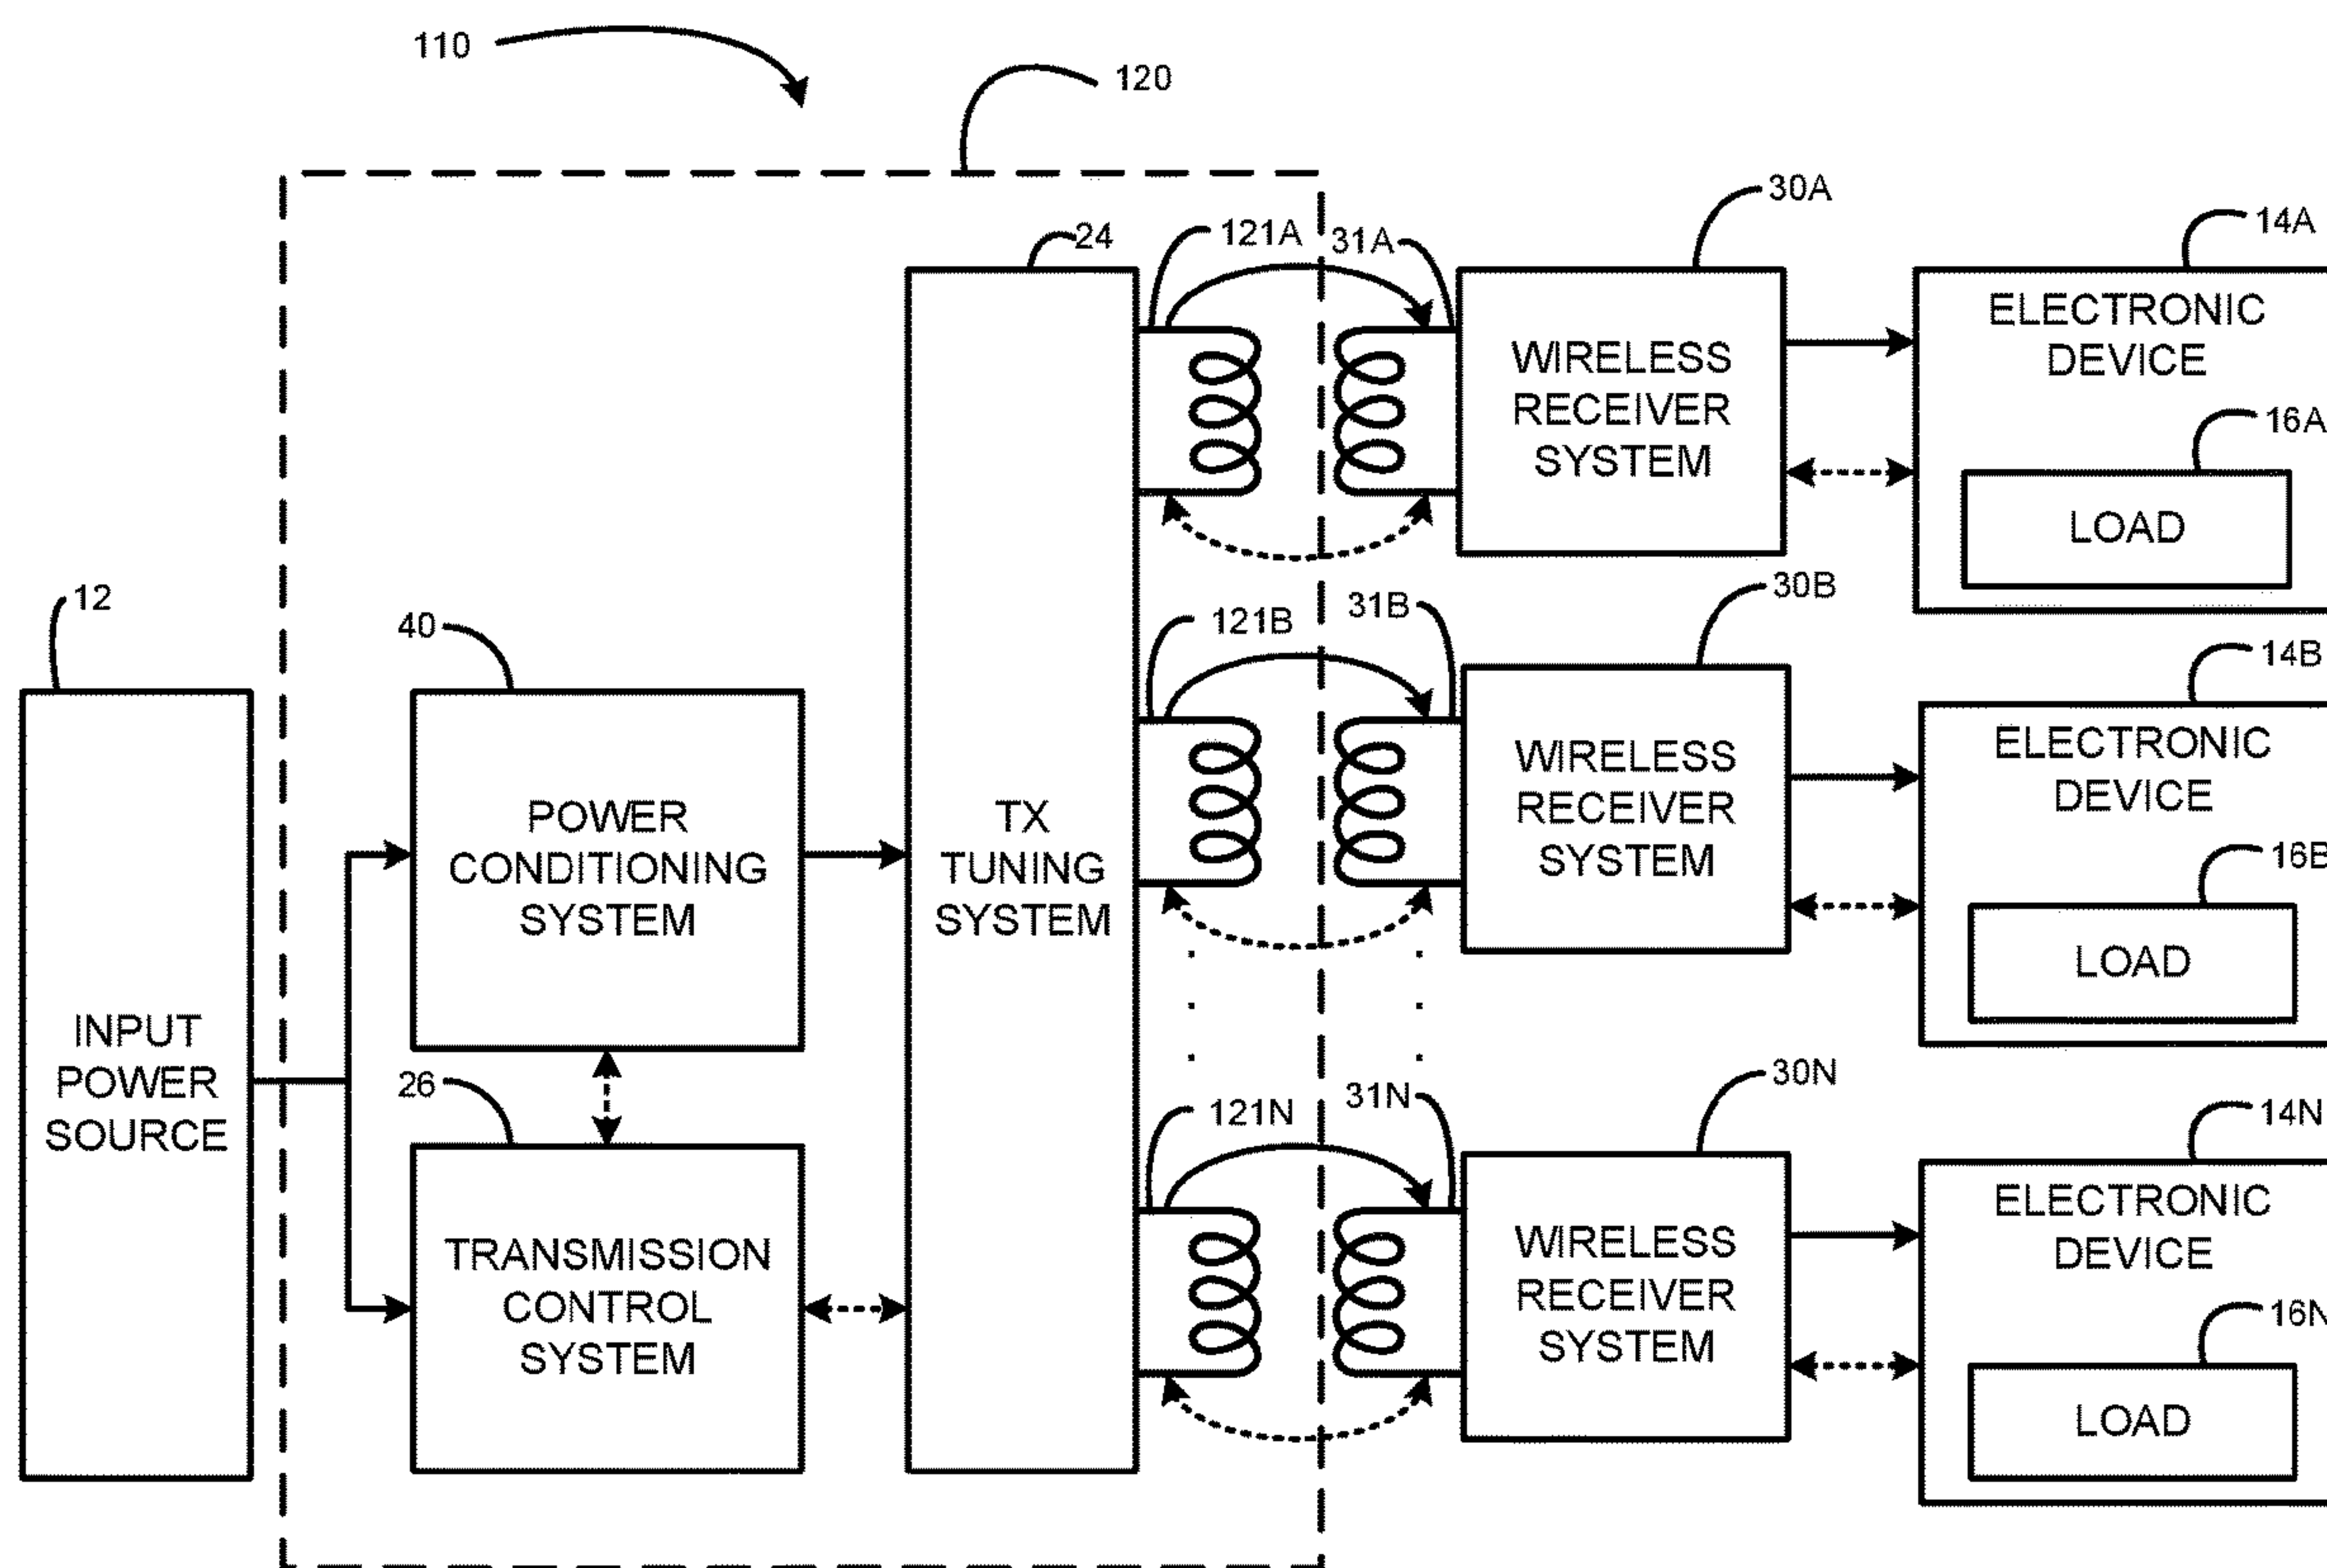 110
120
30A
14A
24
121A
31A
ELECTRONIC
DEVICE
WIRELESS
RECEIVER
SYSTEM
16A
LOAD
12
40
121B
31B
30B
14B
ELECTRONIC
DEVICE
WIRELESS
RECEIVER
SYSTEM
16B
LOAD
POWER
CONDITIONING
SYSTEM
TX
TUNING
SYSTEM
INPUT
POWER
SOURCE
26
121N
31N
30N
14N
ELECTRONIC
DEVICE
WIRELESS
RECEIVER
SYSTEM
16N
LOAD
TRANSMISSION
CONTROL
SYSTEM